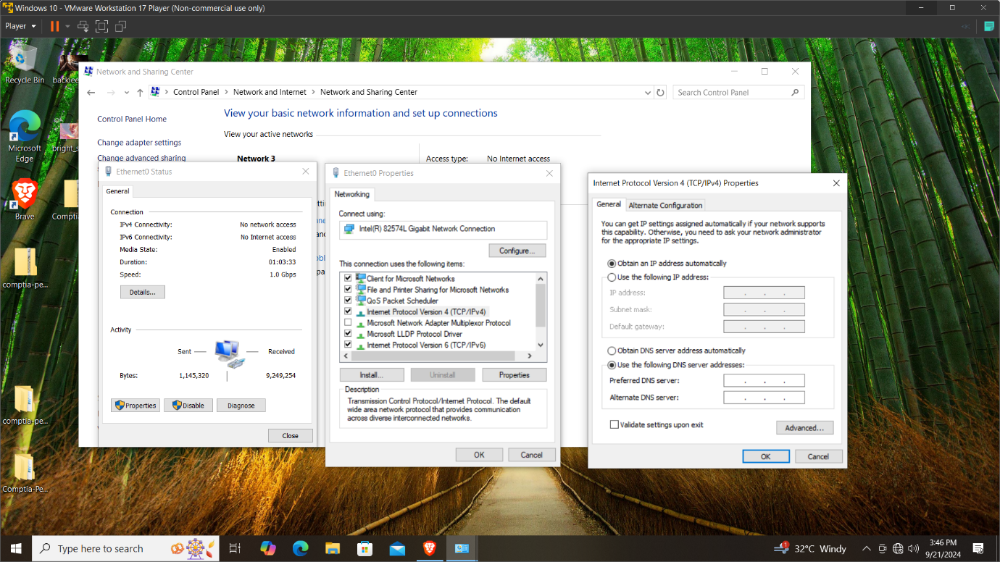 Windows 10 - VMware Workstation 17 Player (Non-commercial use only)
Player
Recycle Bin
Microsoft
Edge
bright_s
Brave
Compti
comptia-pe...
comptia-pe...
Comptia-Pe...
Network and Sharing Center
Control Panel > Network and Internet > Network and Sharing Center
Search Control Panel
Control Panel Home
Change adapter settings
Change advanced sharing
View your basic network information and set up connections
View your active networks
Network 3
Access type: No Internet access
Ethernet0 Status
General
Connection
IPv4 Connectivity: No network access
IPv6 Connectivity: No Internet access
Media State: Enabled
Duration: 01:03:33
Speed: 1.0 Gbps
Details...
Activity
Sent — — Received
Bytes: 1,145,320 | 9,249,254
Properties Disable Diagnose
Close
Ethernet0 Properties
Networking
Connect using:
Intel(R) 82574L Gigabit Network Connection
Configure...
This connection uses the following items:
Client for Microsoft Networks
File and Printer Sharing for Microsoft Networks
QoS Packet Scheduler
Internet Protocol Version 4 (TCP/IPv4)
Microsoft Network Adapter Multiplexor Protocol
Microsoft LLDP Protocol Driver
Internet Protocol Version 6 (TCP/IPv6)
Install... Uninstall Properties
Description
Transmission Control Protocol/Internet Protocol. The default
wide area network protocol that provides communication
across diverse interconnected networks.
OK Cancel
Internet Protocol Version 4 (TCP/IPv4) Properties
General Alternate Configuration
You can get IP settings assigned automatically if your network supports
this capability. Otherwise, you need to ask your network administrator
for the appropriate IP settings.
Obtain an IP address automatically
Use the following IP address:
IP address: . . .
Subnet mask: . . .
Default gateway: . . .
Obtain DNS server address automatically
Use the following DNS server addresses:
Preferred DNS server: . . .
Alternate DNS server: . . .
Validate settings upon exit
Advanced...
OK Cancel
Type here to search
1
32°C Windy
3:46 PM
9/21/2024